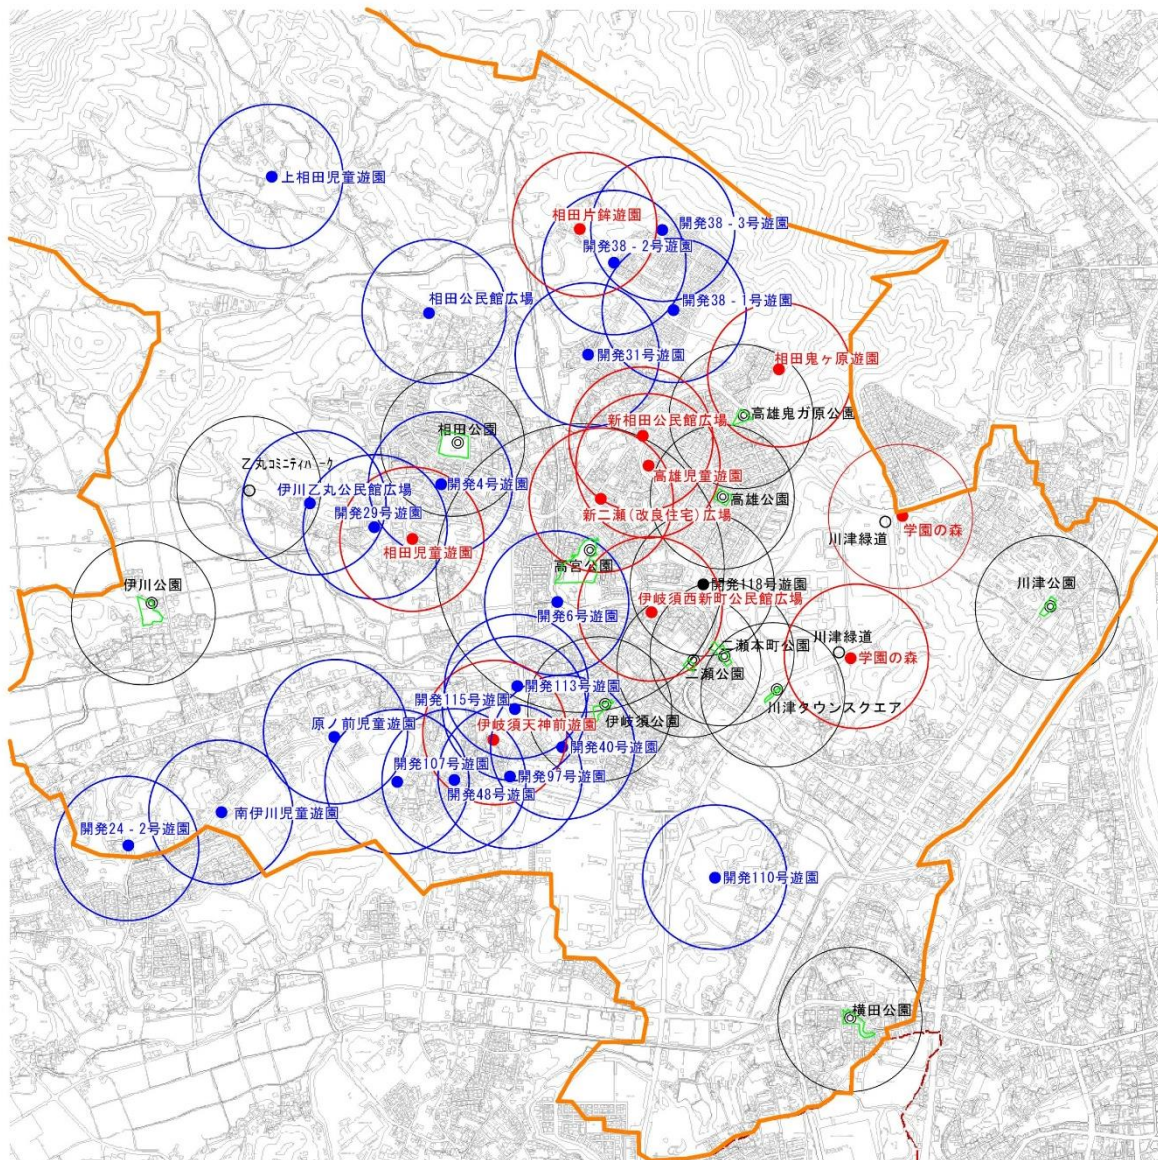 上相田児童遊園
相田片鉾遊園
開発38-3号遊園
開発38-2号遊園
相田公民館広場
開発38-1号遊園
開発31号遊園
相田鬼ヶ原遊園
高雄鬼ガ原公園
新相田公民館広場
相田公園
乙丸コミニティパーク
高雄児童遊園
開発4号遊園
高雄公園
伊川乙丸公民館広場
新二瀬(改良住宅)広場
開発29号遊園
学園の森
川津緑道
相田児童遊園
高宮公園
伊川公園
開発118号遊園
川津公園
伊岐須西新町公民館広場
開発6号遊園
二瀬本町公園
川津緑道
学園の森
二瀬公園
開発113号遊園
開発115号遊園
川津タウンスクエア
伊岐須公園
原ノ前児童遊園
伊岐須天神前遊園
開発40号遊園
開発107号遊園
開発97号遊園
開発48号遊園
南伊川児童遊園
開発24-2号遊園
開発110号遊園
横田公園